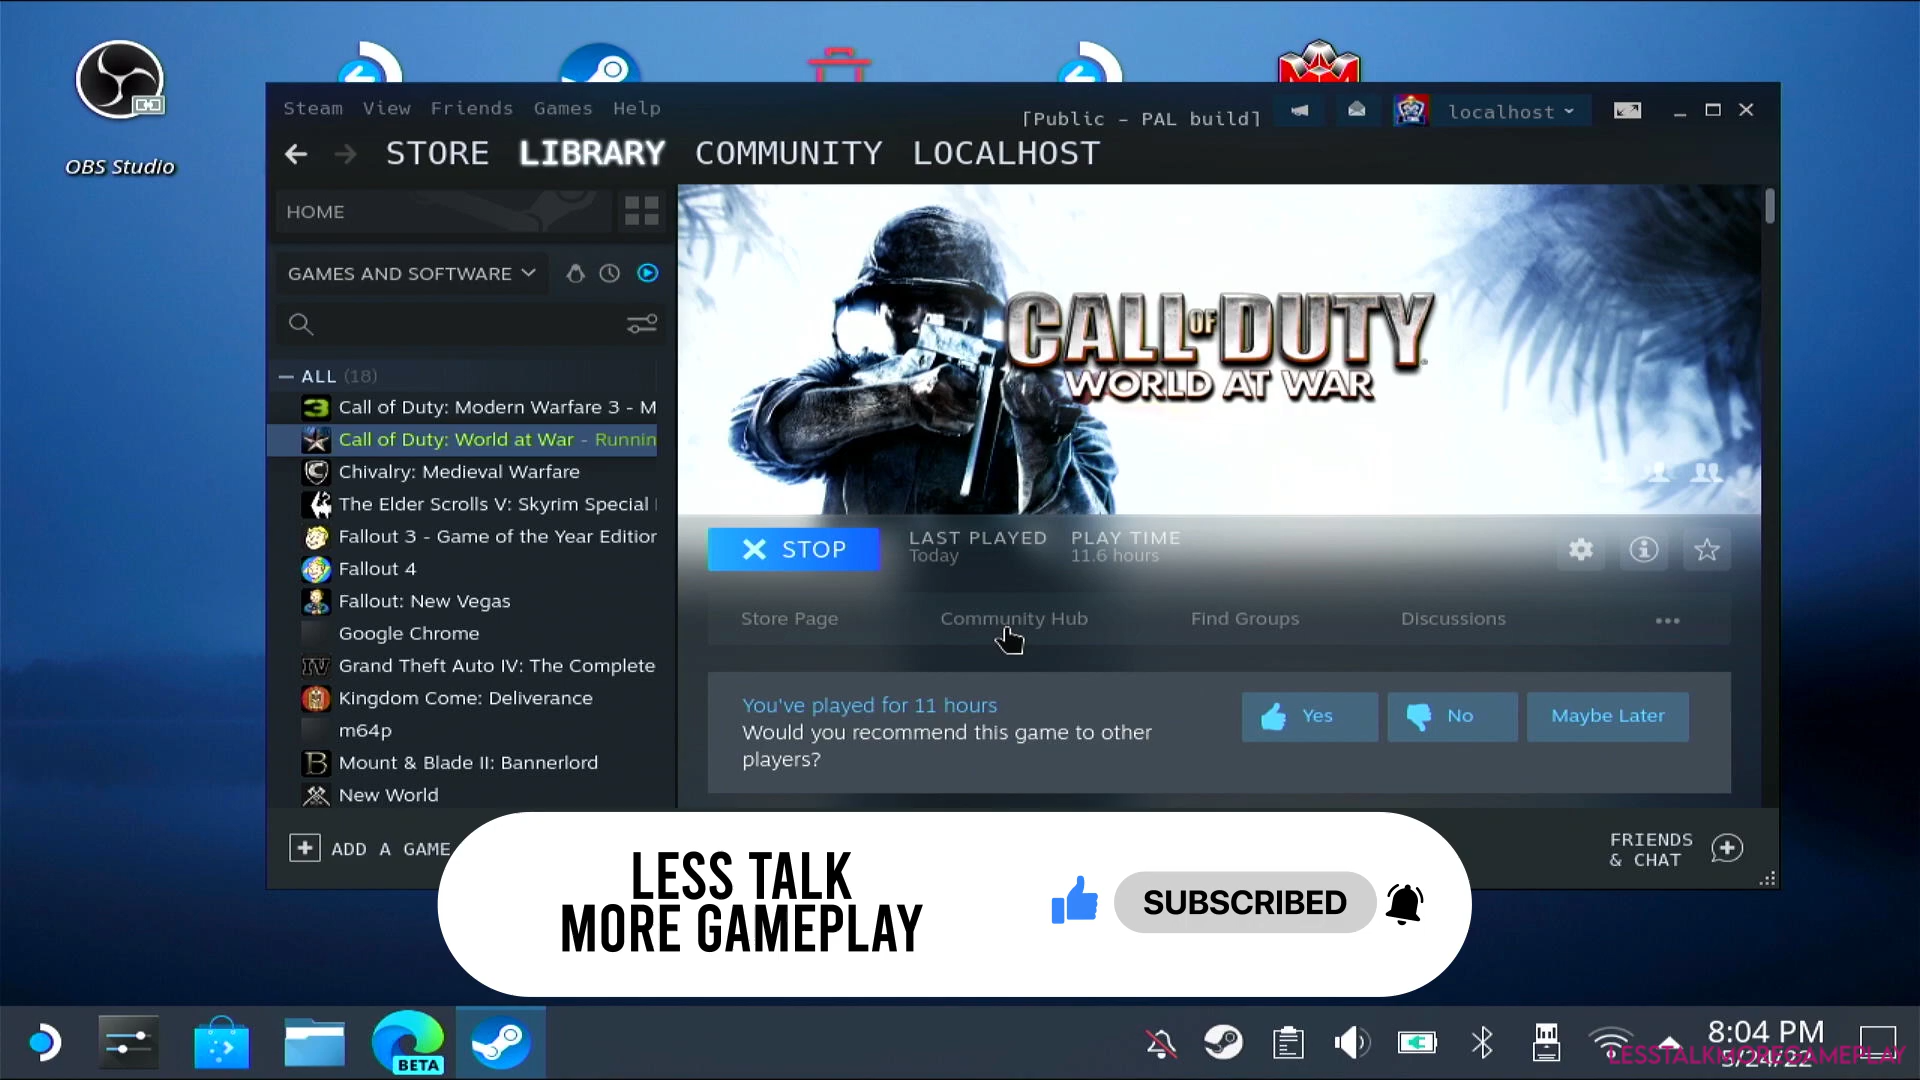 OBS Studio
Steam View Friends Games Help
[Public – PAL build]
localhost
STORE LIBRARY COMMUNITY LOCALHOST
HOME
GAMES AND SOFTWARE
ALL (18)
Call of Duty: Modern Warfare 3 - M
Call of Duty: World at War - Runnin
Chivalry: Medieval Warfare
The Elder Scrolls V: Skyrim Special
Fallout 3 - Game of the Year Edition
Fallout 4
Fallout: New Vegas
Google Chrome
Grand Theft Auto IV: The Complete
Kingdom Come: Deliverance
m64p
Mount & Blade II: Bannerlord
New World
ADD A GAME
CALL OF DUTY
WORLD AT WAR
STOP
LAST PLAYED
Today
PLAY TIME
11.6 hours
Store Page
Community Hub
Find Groups
Discussions
You've played for 11 hours
Would you recommend this game to other
players?
Yes
No
Maybe Later
FRIENDS
& CHAT
LESS TALK
MORE GAMEPLAY
SUBSCRIBED
BETA
8:04 PM
LESSTALKMOREGAMEPLAY